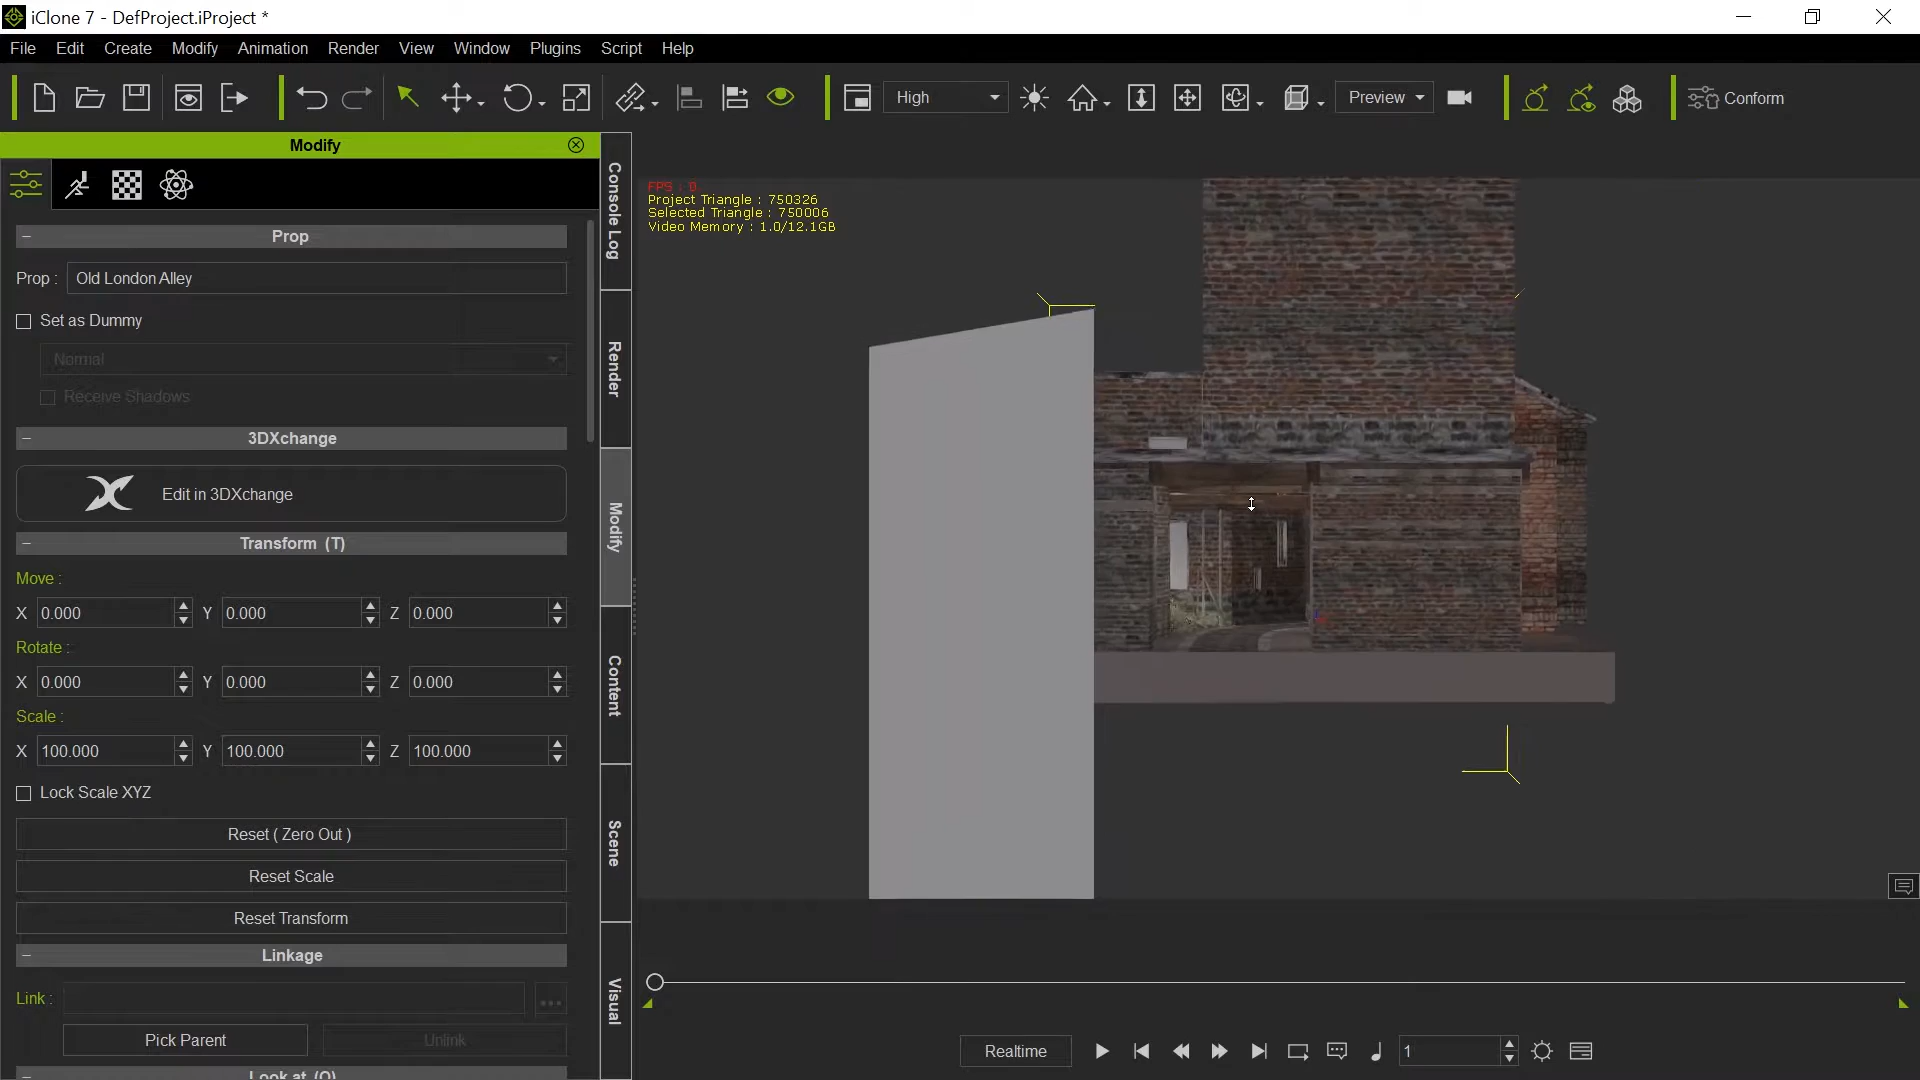 iClone 7 - DefProject.iProject *
File Edit Create Modify Animation Render View Window Plugins Script Help
High
Preview
Conform
Modify
Prop
Prop : Old London Alley
Set as Dummy
Normal
Receive Shadows
3DXchange
Edit in 3DXchange
Transform (T)
Move :
X 0.000 Y 0.000 Z 0.000
Rotate :
X 0.000 Y 0.000 Z 0.000
Scale :
X 100.000 Y 100.000 Z 100.000
Lock Scale XYZ
Reset ( Zero Out )
Reset Scale
Reset Transform
Linkage
Link :
...
Pick Parent
Unlink
Look at (O)
Console Log
Render
Modify
Content
Scene
Visual
FPS : 0
Project Triangle : 750326
Selected Triangle : 750006
Video Memory : 1.0/12.1GB
Realtime
1